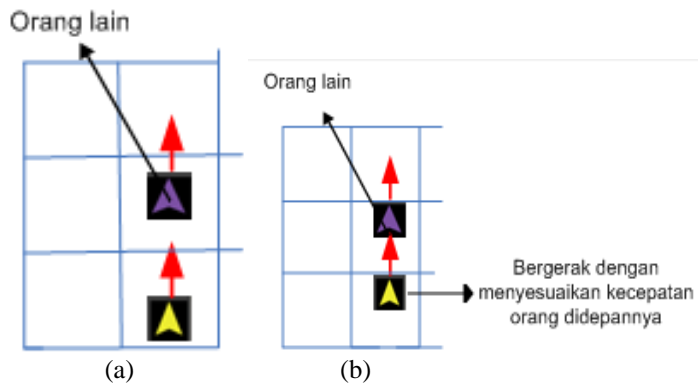 Orang lain
Orang lain
Bergerak dengan
menyesuaikan kecepatan
orang didepannya
(a)
(b)